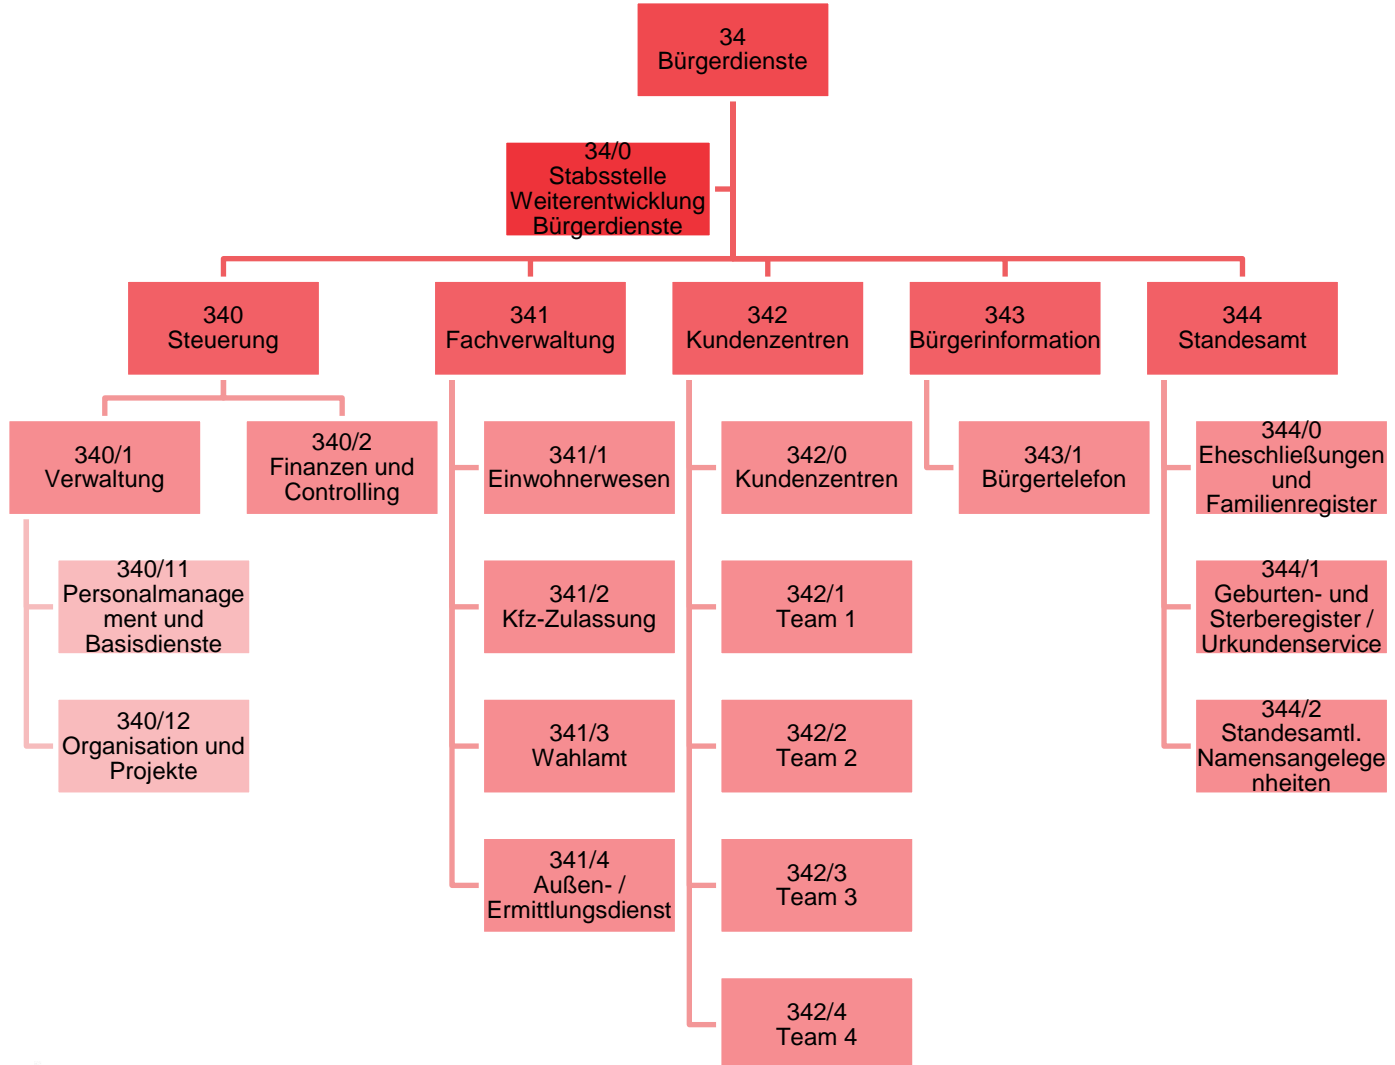 34
Bürgerdienste
34/0
Stabsstelle
Weiterentwicklung
Bürgerdienste
340
Steuerung
341
Fachverwaltung
342
Kundenzentren
343
Bürgerinformation
344
Standesamt
340/1
Verwaltung
340/2
Finanzen und
Controlling
340/11
Personalmanage
ment und
Basisdienste
340/12
Organisation und
Projekte
341/1
Einwohnerwesen
341/2
Kfz-Zulassung
341/3
Wahlamt
341/4
Außen- /
Ermittlungsdienst
342/0
Kundenzentren
342/1
Team 1
342/2
Team 2
342/3
Team 3
342/4
Team 4
343/1
Bürgertelefon
344/0
Eheschließungen
und
Familienregister
344/1
Geburten- und
Sterberegister /
Urkundenservice
344/2
Standesamtl.
Namensangelege
nheiten